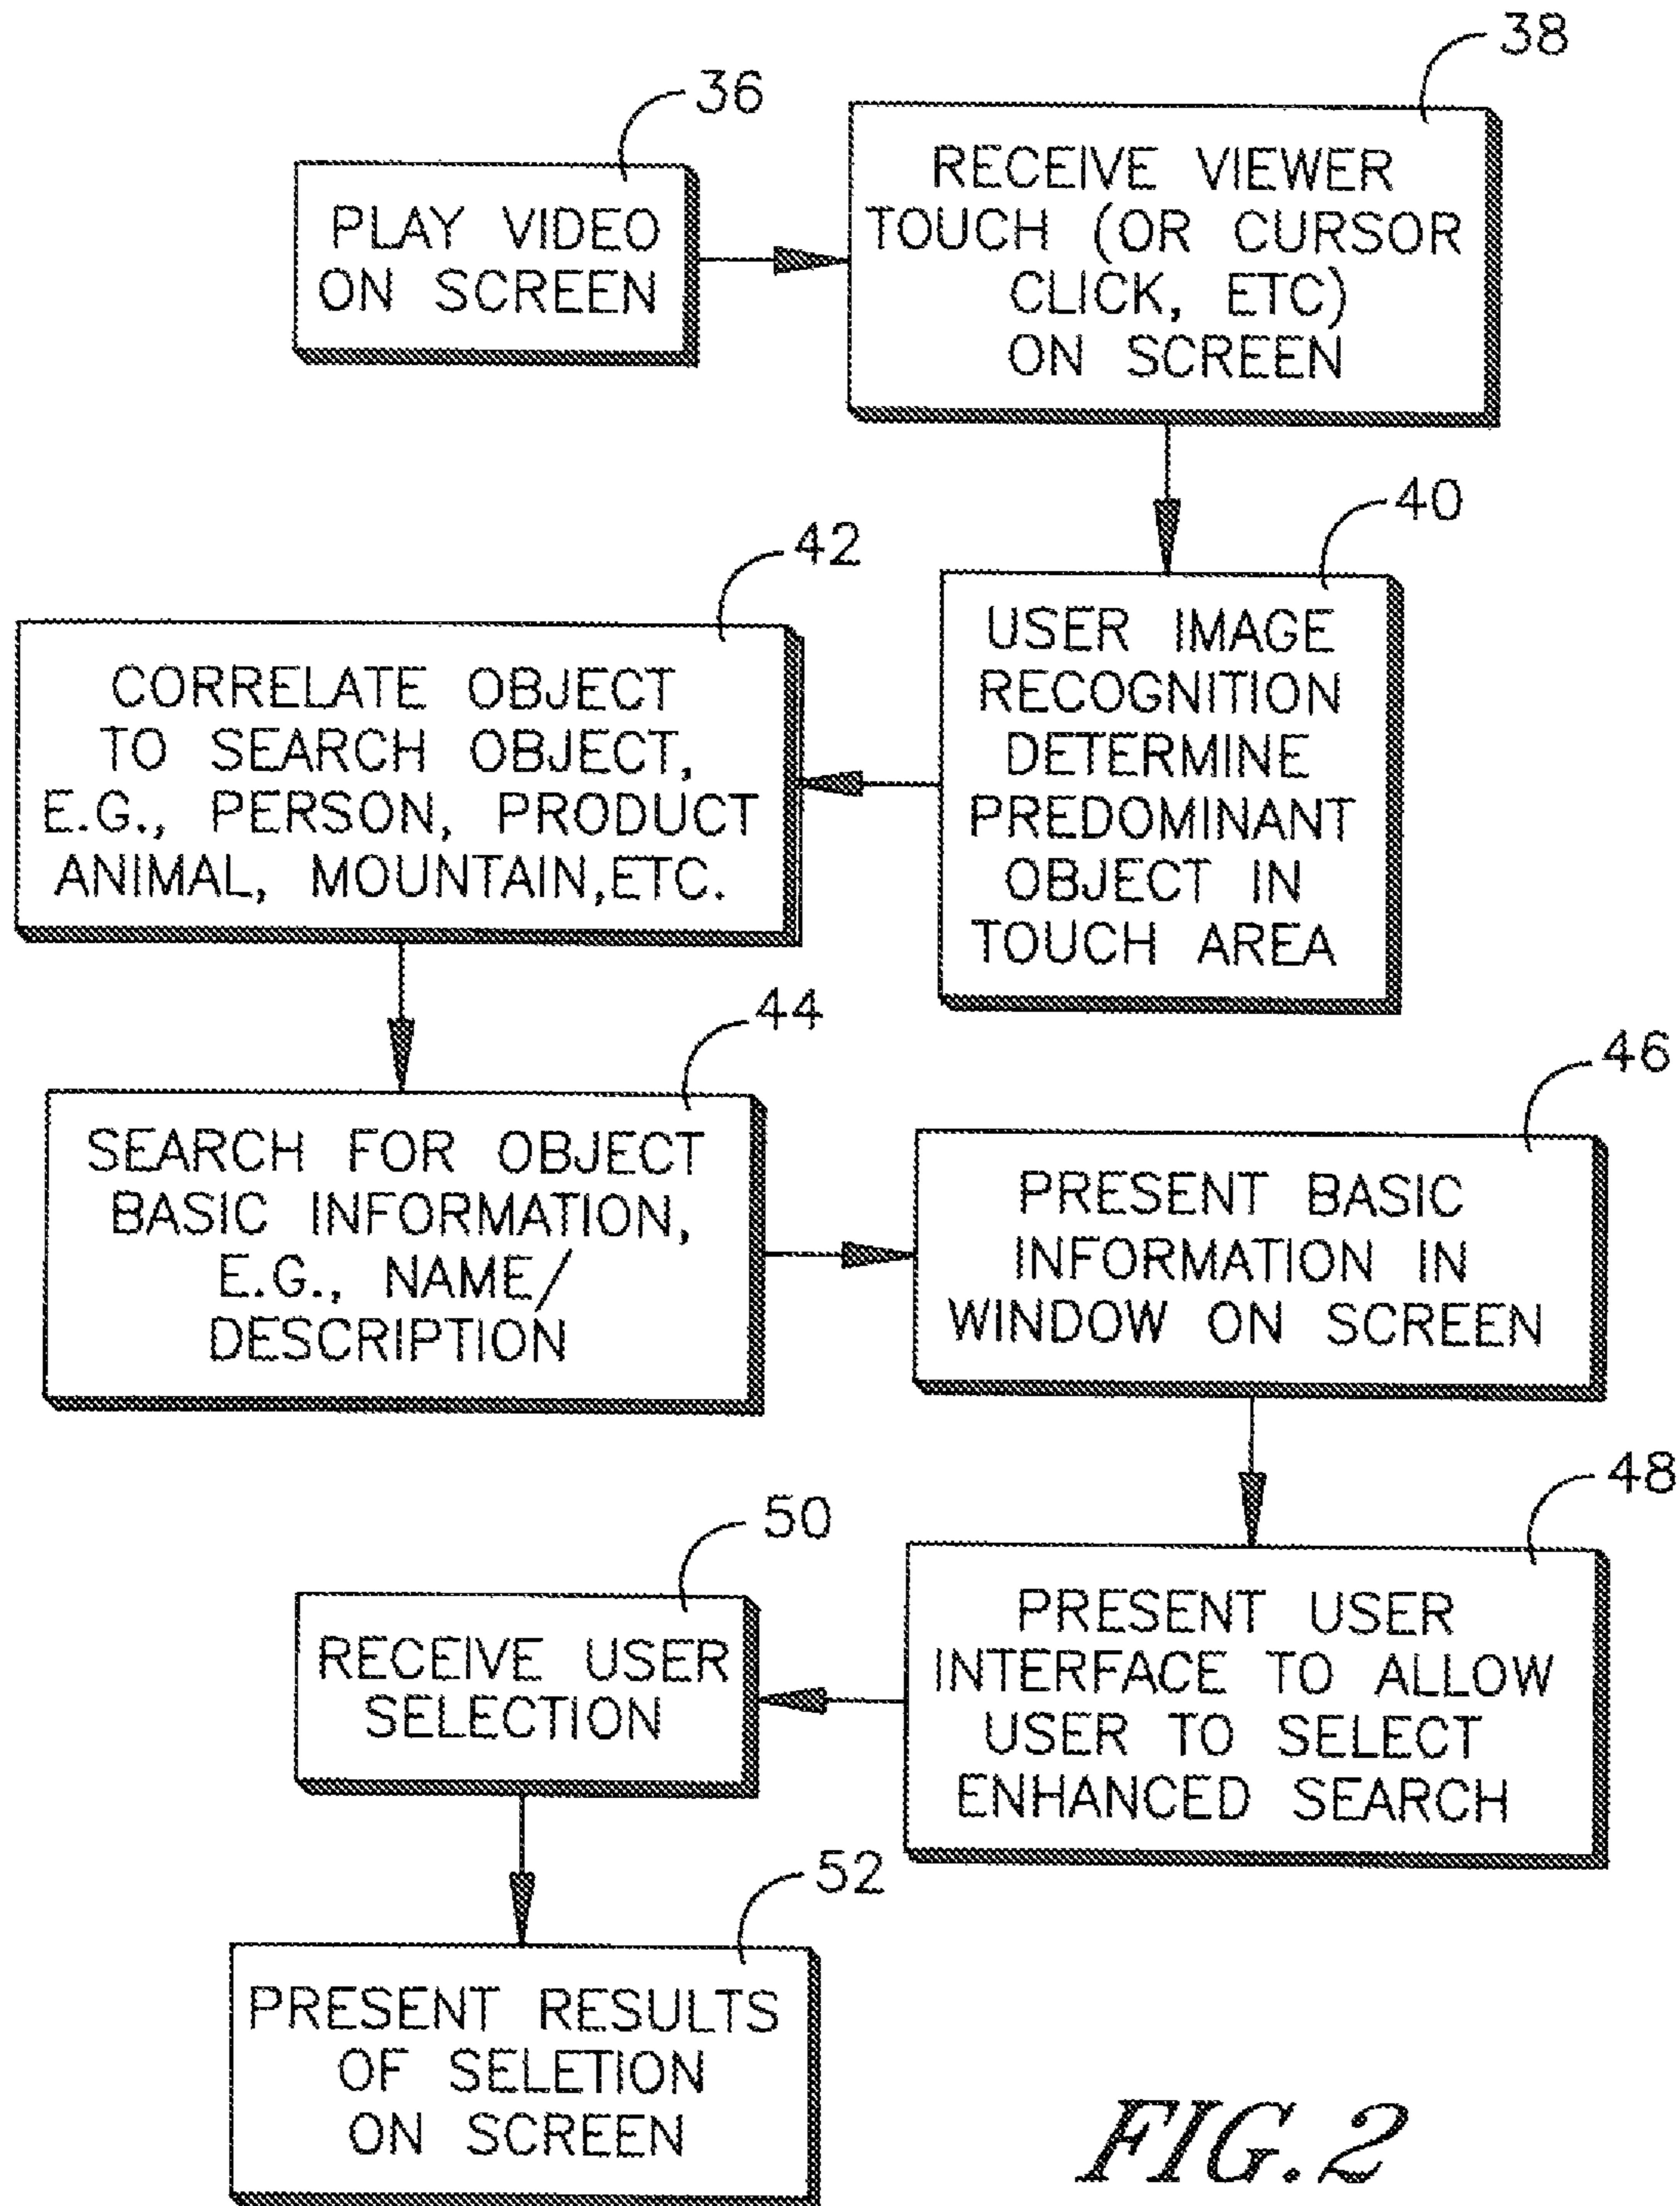 36
PLAY VIDEO
ON SCREEN
38
RECEIVE VIEWER
TOUCH (OR CURSOR
CLICK, ETC)
ON SCREEN
40
USER IMAGE
RECOGNITION
DETERMINE
PREDOMINANT
OBJECT IN
TOUCH AREA
42
CORRELATE OBJECT
TO SEARCH OBJECT,
E.G., PERSON, PRODUCT
ANIMAL, MOUNTAIN,ETC.
44
SEARCH FOR OBJECT
BASIC INFORMATION,
E.G., NAME/
DESCRIPTION
46
PRESENT BASIC
INFORMATION IN
WINDOW ON SCREEN
48
PRESENT USER
INTERFACE TO ALLOW
USER TO SELECT
ENHANCED SEARCH
50
RECEIVE USER
SELECTION
52
PRESENT RESULTS
OF SELETION
ON SCREEN
FIG. 2